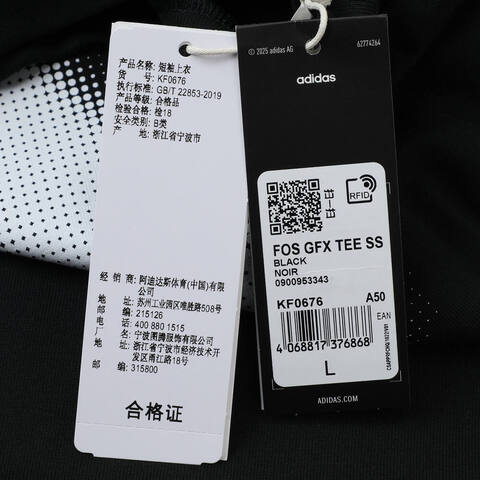 产品名称: 短袖上衣
货 号: KF0676
执行标准: GB/T 22853-2019
产品等级: 合格品
检验合格: 检18
安全类别: B类
产 地: 浙江省宁波市
经 销 商: 阿迪达斯体育(中国)有限公司
地 址: 苏州工业园区唯胜路508号
邮 编: 215126
电 话: 400 880 1515
厂 名: 宁波图腾服饰有限公司
地 址: 浙江省宁波市经济技术开发区甬江路18号
邮 编: 315800
合格证
© 2025 adidas AG
62774264
adidas
RFID
FOS GFX TEE SS
BLACK
NOIR
0900953343
KF0676 A50
EAN
4 068817 376868
L
ADIDAS.COM